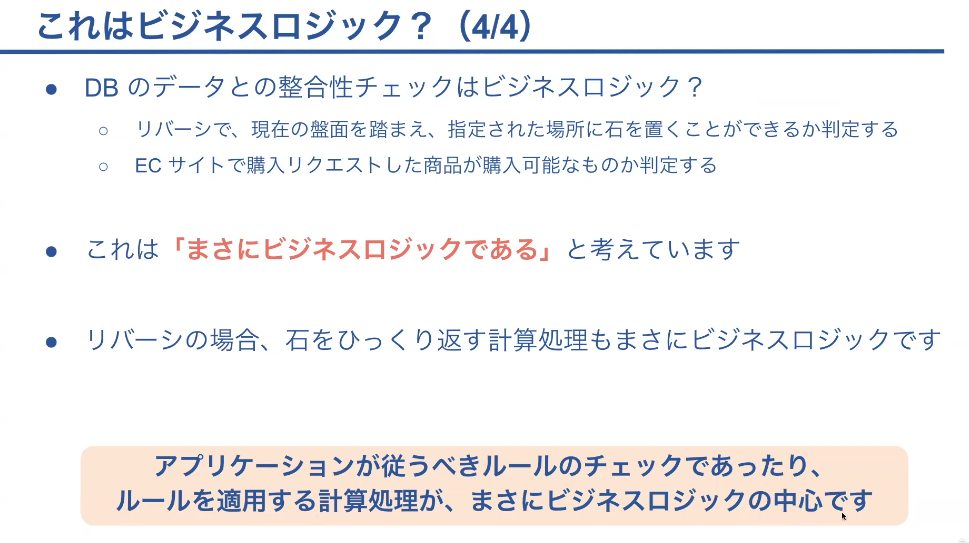 これはビジネスロジック？（4/4）
● DB のデータとの整合性チェックはビジネスロジック？
○ リバーシで、現在の盤面を踏まえ、指定された場所に石を置くことができるか判定する
○ EC サイトで購入リクエストした商品が購入可能なものか判定する
● これは「まさにビジネスロジックである」と考えています
● リバーシの場合、石をひっくり返す計算処理もまさにビジネスロジックです
アプリケーションが従うべきルールのチェックであったり、
ルールを適用する計算処理が、まさにビジネスロジックの中心です